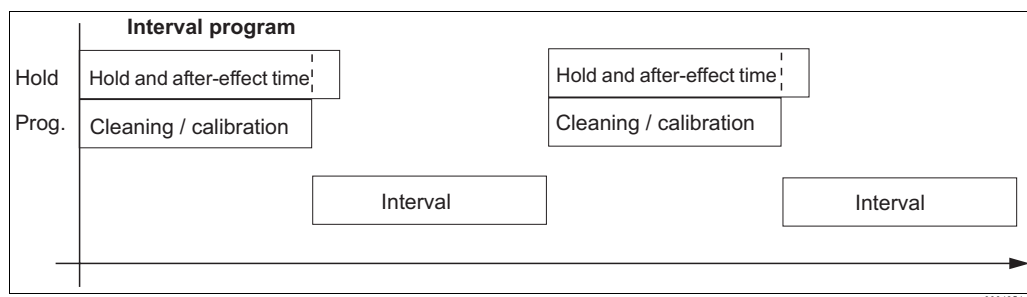 Interval program
Hold
Hold and after-effect time
Hold and after-effect time
Prog.
Cleaning / calibration
Cleaning / calibration
Interval
Interval